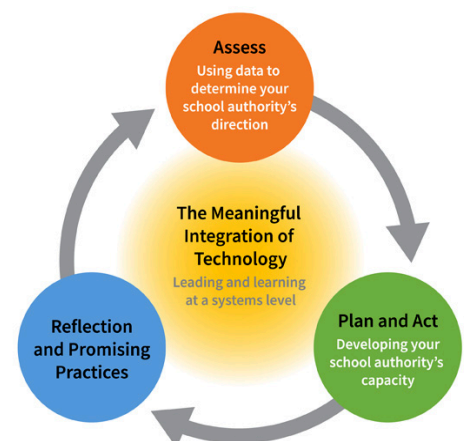 Assess
Using data to
determine your
school authority's
direction
The Meaningful
Integration of
Technology
Leading and learning
at a systems level
Plan and Act
Developing your
school authority's
capacity
Reflection
and Promising
Practices